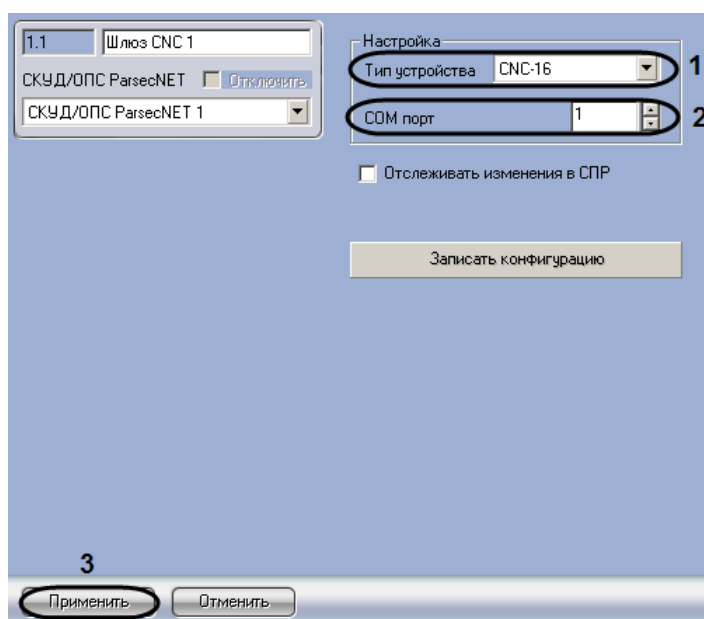 1.1 Шлюз CNC 1
СКУД/ОПС ParsecNET Отключить
СКУД/ОПС ParsecNET 1
Настройка
Тип устройства CNC-16 1
COM порт 1 2
Отслеживать изменения в СПР
Записать конфигурацию
3
Применить Отменить